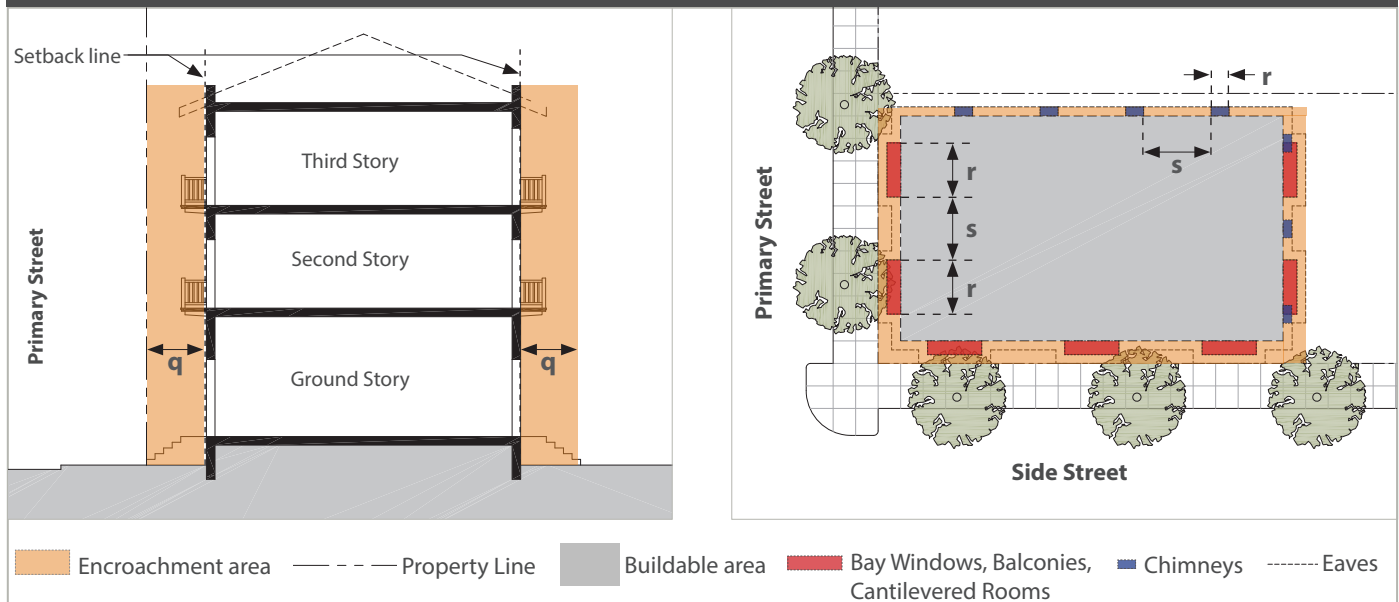 Setback line
Third Story
Second Story
Ground Story
Primary Street
q
q
r
s
r
s
r
Primary Street
Side Street
Encroachment area
Property Line
Buildable area
Bay Windows, Balconies,
Cantilevered Rooms
Chimneys
Eaves